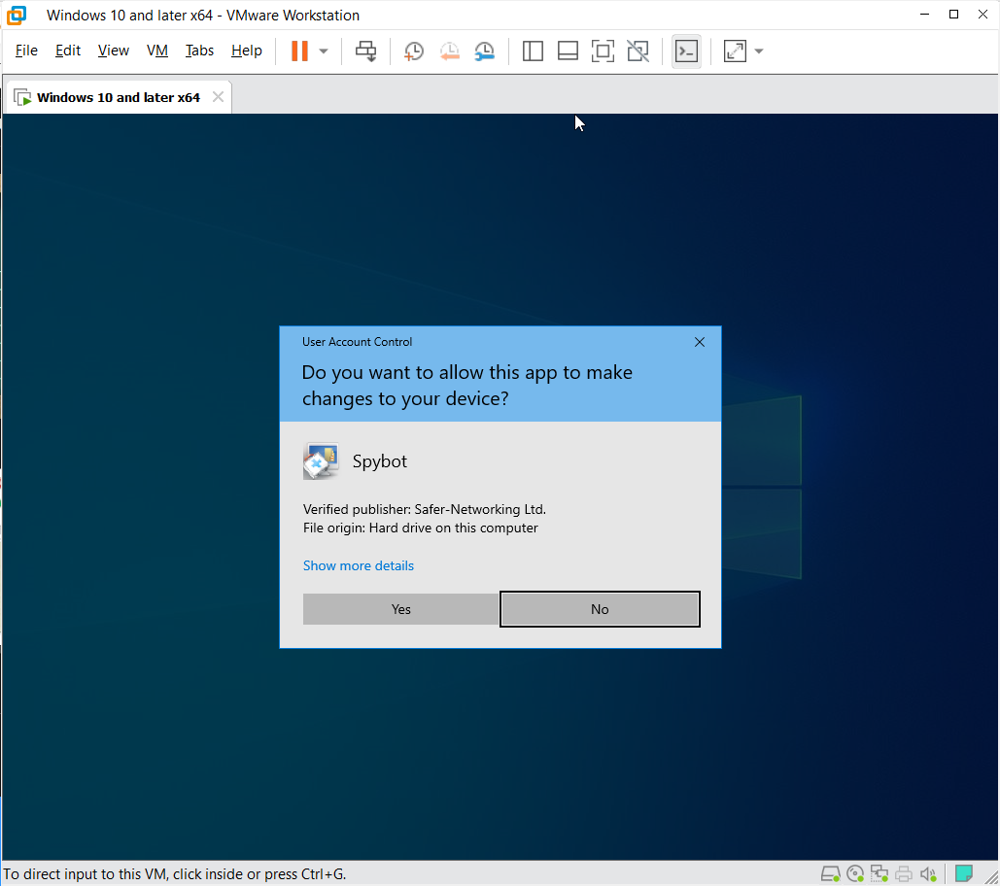 Windows 10 and later x64 - VMware Workstation
File Edit View VM Tabs Help
Windows 10 and later x64
User Account Control
Do you want to allow this app to make
changes to your device?
Spybot
Verified publisher: Safer-Networking Ltd.
File origin: Hard drive on this computer
Show more details
Yes No
To direct input to this VM, click inside or press Ctrl+G.